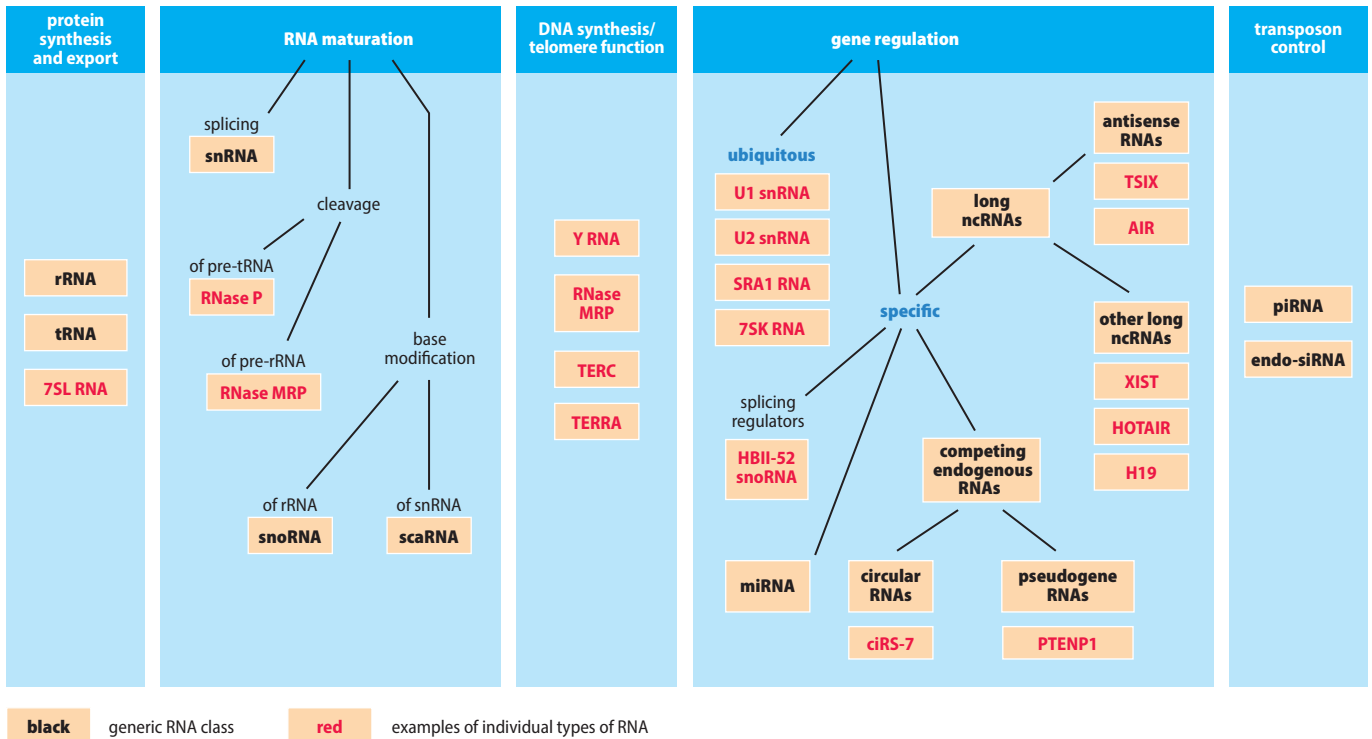 protein
synthesis
and export
rRNA
tRNA
7SL RNA
RNA maturation
splicing
snRNA
cleavage
of pre-tRNA
RNase P
of pre-rRNA
RNase MRP
base
modification
of rRNA
snoRNA
of snRNA
scaRNA
DNA synthesis/
telomere function
Y RNA
RNase
MRP
TERC
TERRA
gene regulation
ubiquitous
U1 snRNA
U2 snRNA
SRA1 RNA
7SK RNA
specific
splicing
regulators
HBII-52
snoRNA
miRNA
competing
endogenous
RNAs
circular
RNAs
ciRS-7
pseudogene
RNAs
PTENP1
long
ncRNAs
antisense
RNAs
TSIX
AIR
other long
ncRNAs
XIST
HOTAIR
H19
transposon
control
piRNA
endo-siRNA
black generic RNA class
red examples of individual types of RNA